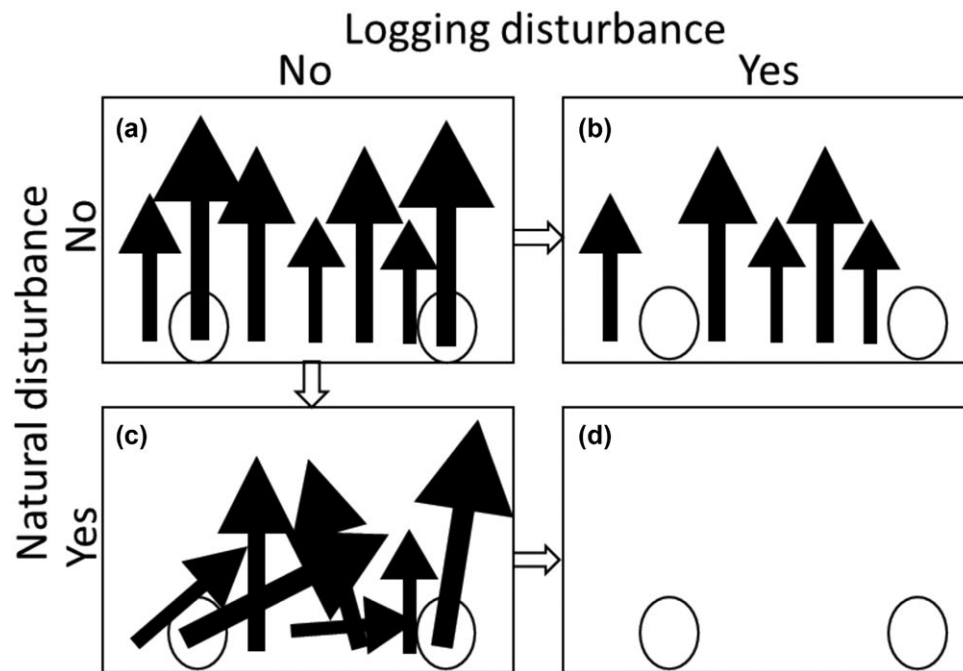 Logging disturbance
No Yes
Natural disturbance
No
Yes
(a)
(b)
(c)
(d)